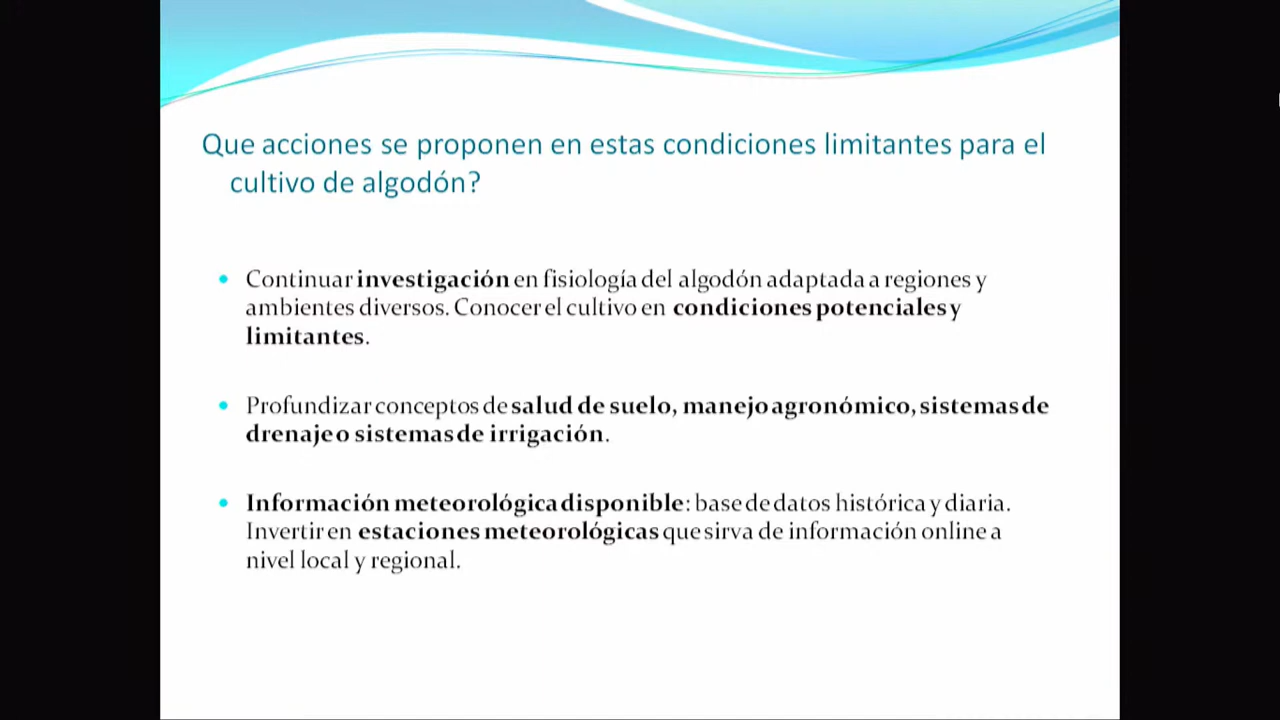 Que acciones se proponen en estas condiciones limitantes para el
cultivo de algodón?
• Continuar investigación en fisiología del algodón adaptada a regiones y
ambientes diversos. Conocer el cultivo en condiciones potenciales y
limitantes.
• Profundizar conceptos de salud de suelo, manejo agronómico, sistemas de
drenaje o sistemas de irrigación.
• Información meteorológica disponible: base de datos histórica y diaria.
Invertir en estaciones meteorológicas que sirva de información online a
nivel local y regional.